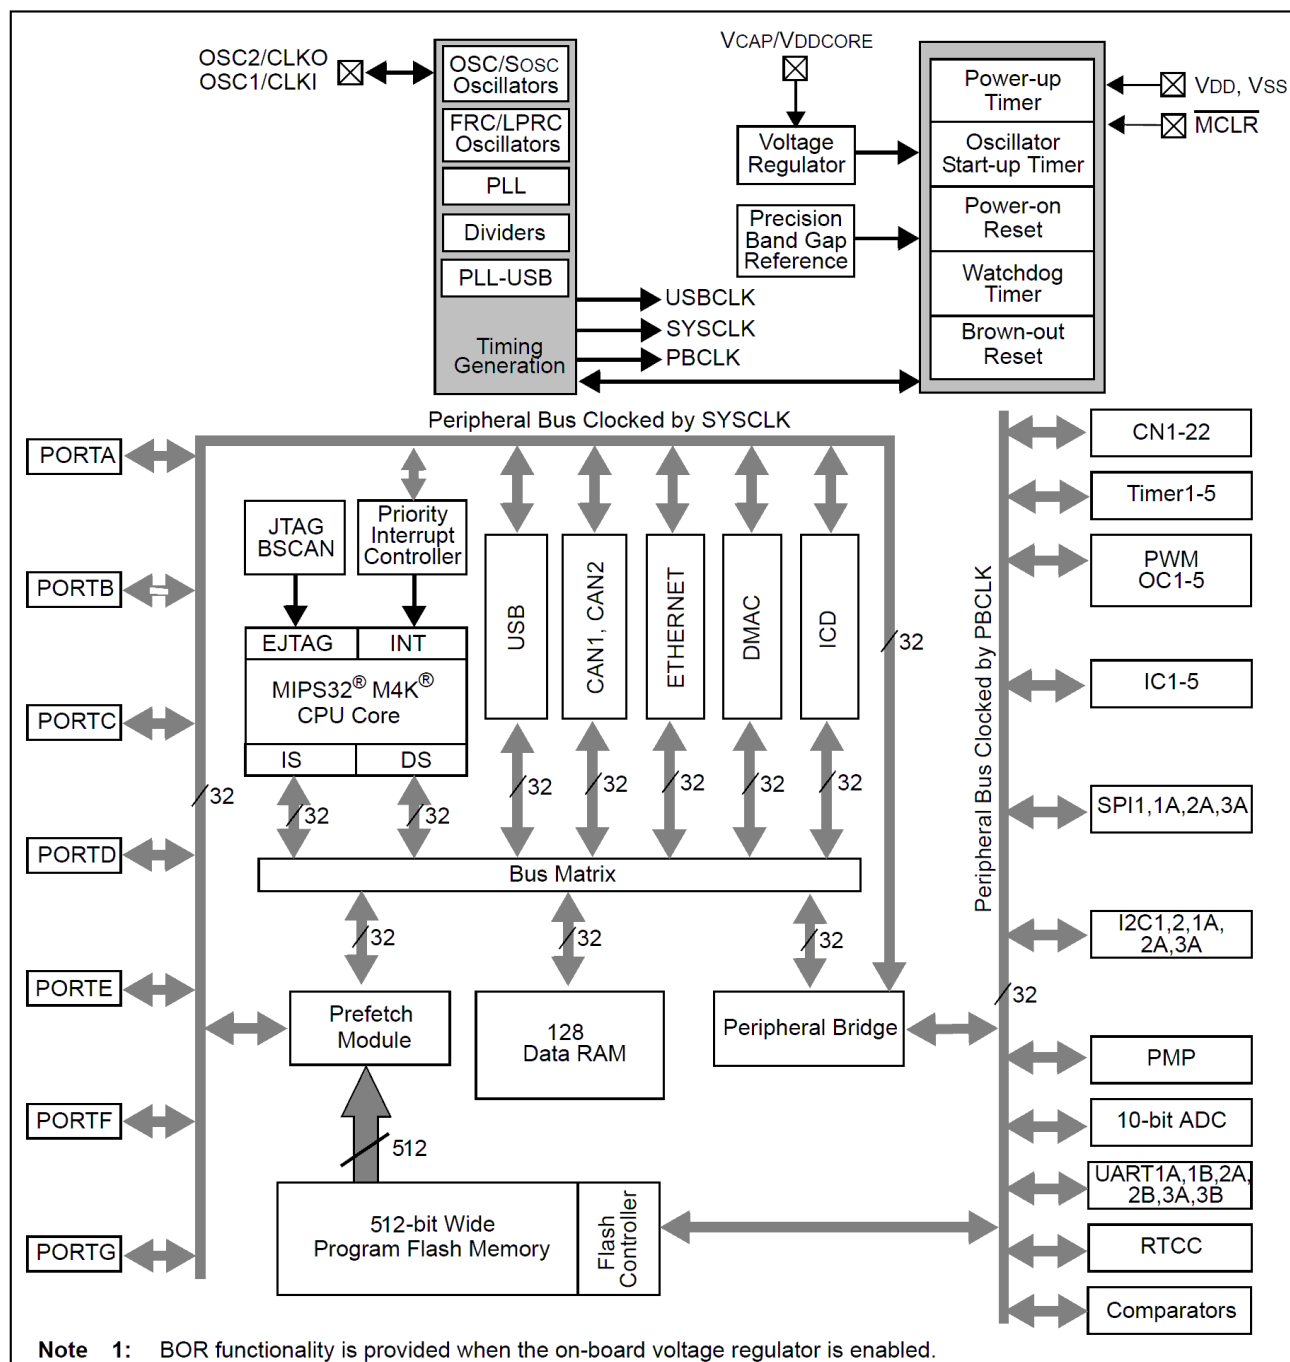 OSC2/CLKO
OSC1/CLKI
OSC/SOSC
Oscillators
FRC/LPRC
Oscillators
PLL
Dividers
PLL-USB
Timing
Generation
USBCLK
SYSCLK
PBCLK
VCAP/VDDCORE
Voltage
Regulator
Precision
Band Gap
Reference
Power-up
Timer
Oscillator
Start-up Timer
Power-on
Reset
Watchdog
Timer
Brown-out
Reset
VDD, VSS
MCLR
Peripheral Bus Clocked by SYSCLK
PORTA
PORTB
PORTC
PORTD
PORTE
PORTF
PORTG
32
JTAG
BSCAN
Priority
Interrupt
Controller
EJTAG
INT
MIPS32® M4K®
CPU Core
IS
DS
32
32
USB
CAN1, CAN2
ETHERNET
DMAC
ICD
32
32
32
32
32
32
Bus Matrix
32
32
32
Prefetch
Module
128
Data RAM
Peripheral Bridge
512
512-bit Wide
Program Flash Memory
Flash
Controller
Peripheral Bus Clocked by PBCLK
32
CN1-22
Timer1-5
PWM
OC1-5
IC1-5
SPI1,1A,2A,3A
I2C1,2,1A,
2A,3A
PMP
10-bit ADC
UART1A,1B,2A,
2B,3A,3B
RTCC
Comparators
Note 1: BOR functionality is provided when the on-board voltage regulator is enabled.